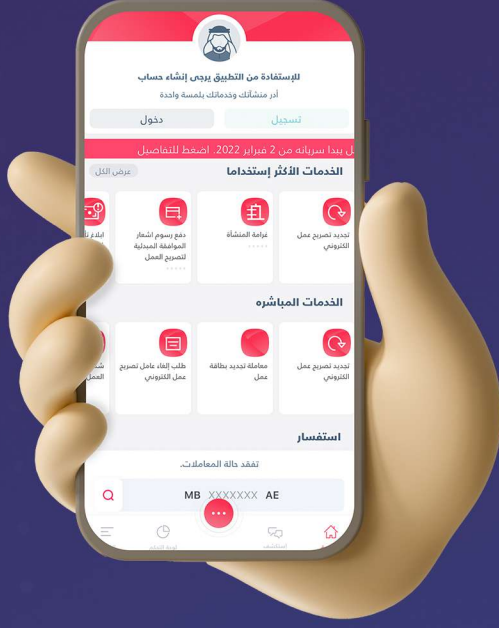 للإستفادة من التطبيق يرجى إنشاء حساب
أدر منشآتك وخدماتك بلمسة واحدة
تسجيل
دخول
ل يبدأ سريانه من 2 فبراير 2022. اضغط للتفاصيل
الخدمات الأكثر إستخداما
عرض الكل
تجديد تصريح عمل
الكتروني
غرامة المنشأة
دفع رسوم اشعار
الموافقة المبدئية
لتصريح العمل
ابلاغ
الخدمات المباشره
تجديد تصريح عمل
الكتروني
معاملة تجديد بطاقة
عمل
طلب إلغاء عامل تصريح
عمل الكتروني
العمل
استفسار
تفقد حالة المعاملات.
MB XXXXXXX AE